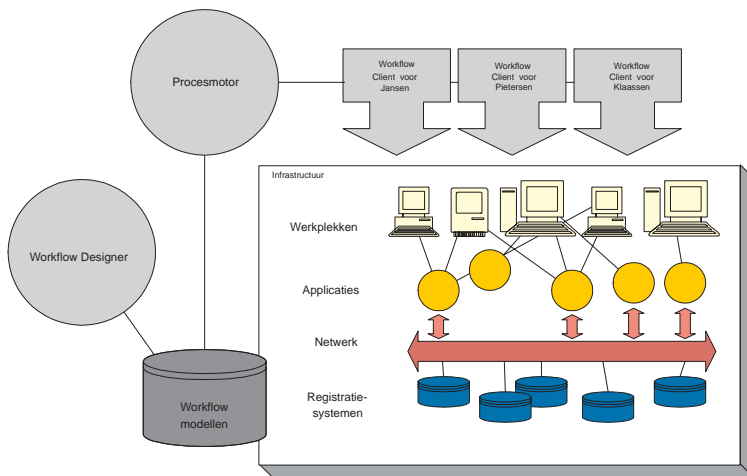 Procesmotor
Workflow
Client voor
Jansen
Workflow
Client voor
Pietersen
Workflow
Client voor
Klaassen
Infrastructuur
Werkplekken
Workflow Designer
Applicaties
Netwerk
Workflow
modellen
Registratie-
systemen